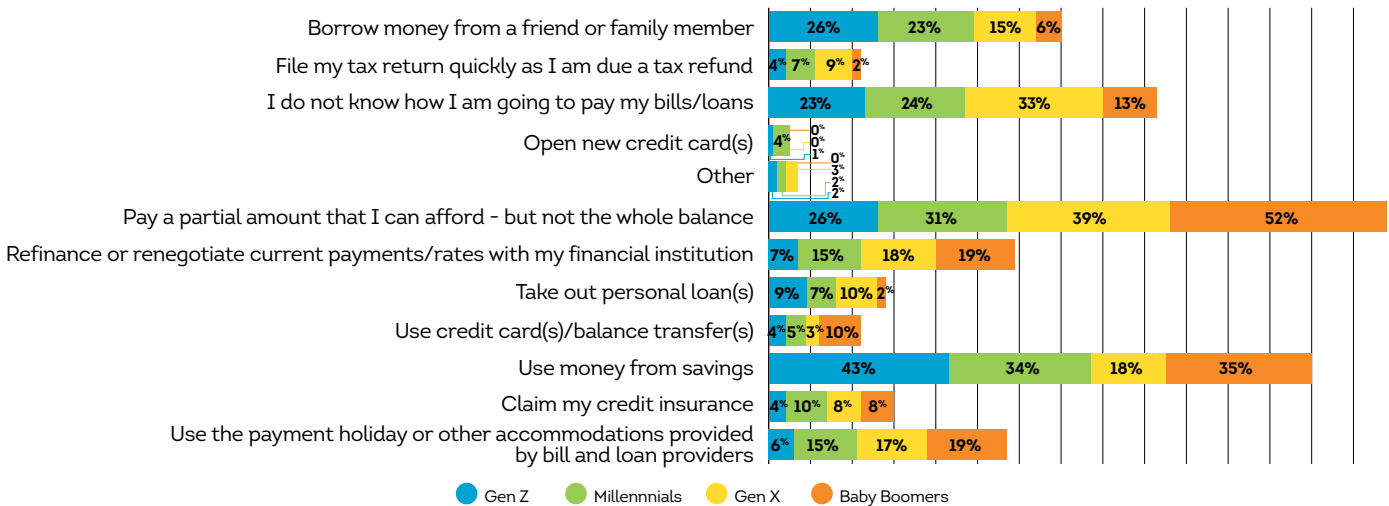 Borrow money from a friend or family member 26% 23% 15% 6%
File my tax return quickly as I am due a tax refund 4% 7% 9% 2%
I do not know how I am going to pay my bills/loans 23% 24% 33% 13%
Open new credit card(s) 4% 0%
0%
1%
Other 0%
3%
2%
2%
Pay a partial amount that I can afford - but not the whole balance 26% 31% 39% 52%
Refinance or renegotiate current payments/rates with my financial institution 7% 15% 18% 19%
Take out personal loan(s) 9% 7% 10% 2%
Use credit card(s)/balance transfer(s) 4% 5% 3% 10%
Use money from savings 43% 34% 18% 35%
Claim my credit insurance 4% 10% 8% 8%
Use the payment holiday or other accommodations provided
by bill and loan providers 6% 15% 17% 19%
Gen Z Millennnials Gen X Baby Boomers